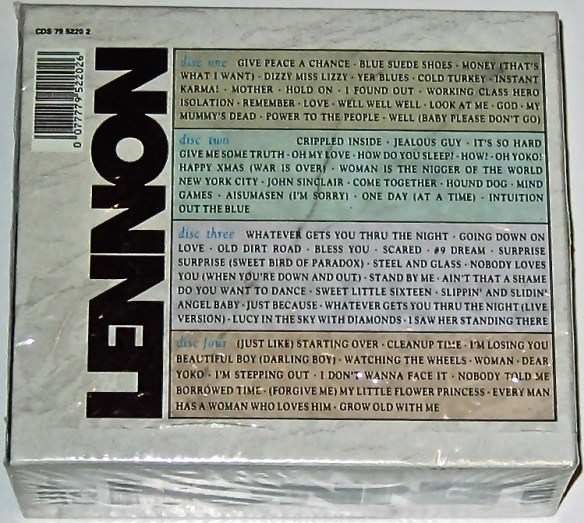 CDS 79 5220 2
0 077779 522026
LENNON
disc one GIVE PEACE A CHANCE · BLUE SUEDE SHOES · MONEY (THAT'S
WHAT I WANT) · DIZZY MISS LIZZY · YER BLUES · COLD TURKEY · INSTANT
KARMA! · MOTHER · HOLD ON · I FOUND OUT · WORKING CLASS HERO
ISOLATION · REMEMBER · LOVE · WELL WELL WELL · LOOK AT ME · GOD · MY
MUMMY'S DEAD · POWER TO THE PEOPLE · WELL (BABY PLEASE DON'T GO)
disc two CRIPPLED INSIDE · JEALOUS GUY · IT'S SO HARD
GIVE ME SOME TRUTH · OH MY LOVE · HOW DO YOU SLEEP? · HOW? · OH YOKO!
HAPPY XMAS (WAR IS OVER) · WOMAN IS THE NIGGER OF THE WORLD
NEW YORK CITY · JOHN SINCLAIR · COME TOGETHER · HOUND DOG · MIND
GAMES · AISUMASEN (I'M SORRY) · ONE DAY (AT A TIME) · INTUITION
OUT THE BLUE
disc three WHATEVER GETS YOU THRU THE NIGHT · GOING DOWN ON
LOVE · OLD DIRT ROAD · BLESS YOU · SCARED · #9 DREAM · SURPRISE
SURPRISE (SWEET BIRD OF PARADOX) · STEEL AND GLASS · NOBODY LOVES
YOU (WHEN YOU'RE DOWN AND OUT) · STAND BY ME · AIN'T THAT A SHAME
DO YOU WANT TO DANCE · SWEET LITTLE SIXTEEN · SLIPPIN' AND SLIDIN'
ANGEL BABY · JUST BECAUSE · WHATEVER GETS YOU THRU THE NIGHT (LIVE
VERSION) · LUCY IN THE SKY WITH DIAMONDS · I SAW HER STANDING THERE
disc four (JUST LIKE) STARTING OVER · CLEANUP TIME · I'M LOSING YOU
BEAUTIFUL BOY (DARLING BOY) · WATCHING THE WHEELS · WOMAN · DEAR
YOKO · I'M STEPPING OUT · I DON'T WANNA FACE IT · NOBODY TOLD ME
BORROWED TIME · (FORGIVE ME) MY LITTLE FLOWER PRINCESS · EVERY MAN
HAS A WOMAN WHO LOVES HIM · GROW OLD WITH ME